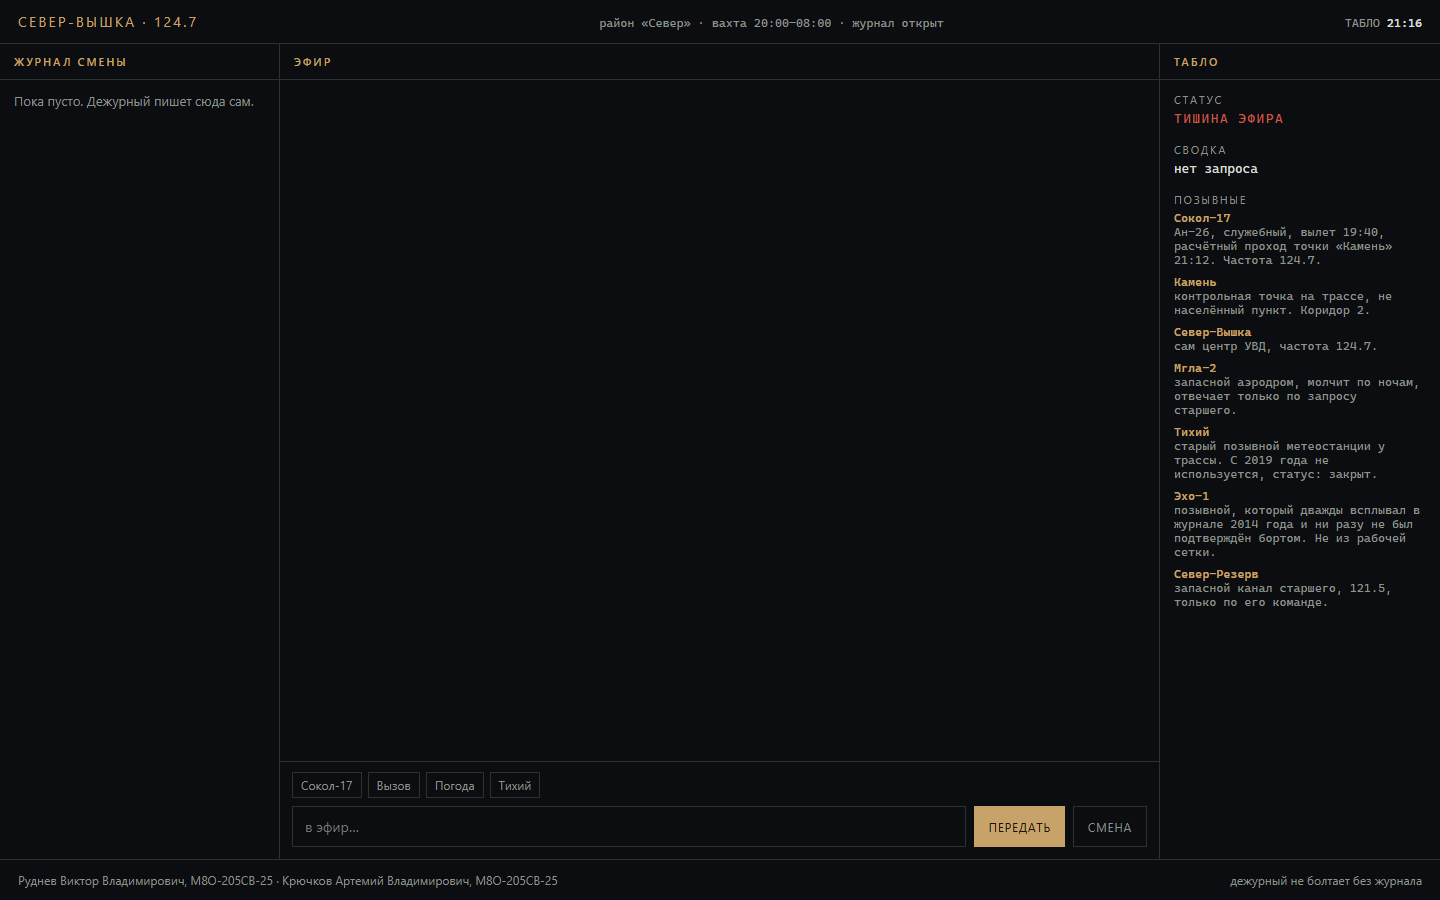 СЕВЕР-ВЫШКА · 124.7
район «Север» · вахта 20:00–08:00 · журнал открыт
ТАБЛО 21:16
ЖУРНАЛ СМЕНЫ
Пока пусто. Дежурный пишет сюда сам.
ЭФИР
Сокол-17
Вызов
Погода
Тихий
в эфир…
ПЕРЕДАТЬ
СМЕНА
ТАБЛО
СТАТУС
ТИШИНА ЭФИРА
СВОДКА
нет запроса
ПОЗЫВНЫЕ
Сокол-17
Ан-26, служебный, вылет 19:40,
расчётный проход точки «Камень»
21:12. Частота 124.7.
Камень
контрольная точка на трассе, не
населённый пункт. Коридор 2.
Север-Вышка
сам центр УВД, частота 124.7.
Мгла-2
запасной аэродром, молчит по ночам,
отвечает только по запросу
старшего.
Тихий
старый позывной метеостанции у
трассы. С 2019 года не
используется, статус: закрыт.
Эхо-1
позывной, который дважды всплывал в
журнале 2014 года и ни разу не был
подтверждён бортом. Не из рабочей
сетки.
Север-Резерв
запасной канал старшего, 121.5,
только по его команде.
Руднев Виктор Владимирович, М8О-205СВ-25 · Крючков Артемий Владимирович, М8О-205СВ-25
дежурный не болтает без журнала